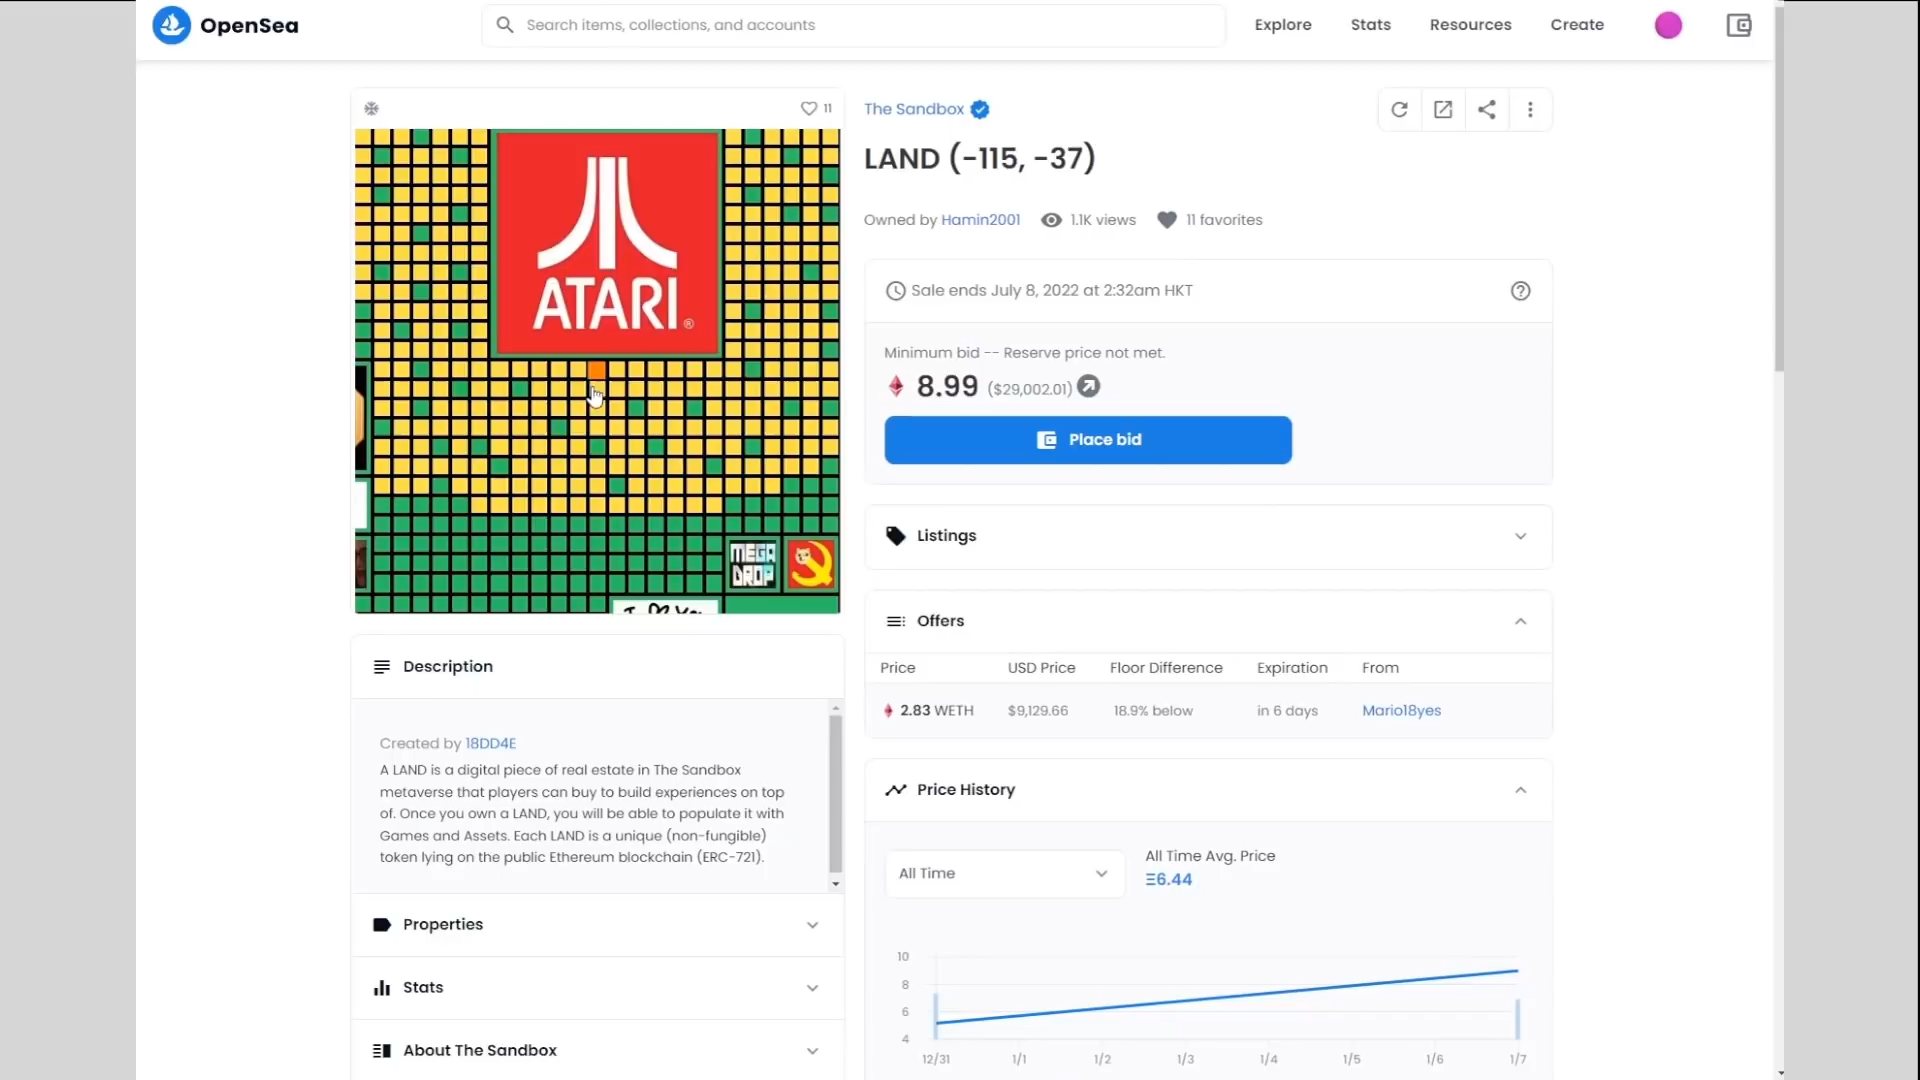 OpenSea
Search items, collections, and accounts
Explore
Stats
Resources
Create
11
ATARI®
MEGA
DROP
The Sandbox
LAND (-115, -37)
Owned by Hamin2001
1.1K views
11 favorites
Sale ends July 8, 2022 at 2:32am HKT
Minimum bid -- Reserve price not met.
8.99 ($29,002.01)
Place bid
Listings
Offers
Price
USD Price
Floor Difference
Expiration
From
2.83 WETH
$9,129.66
18.9% below
in 6 days
Mario18yes
Description
Created by 18DD4E
A LAND is a digital piece of real estate in The Sandbox
metaverse that players can buy to build experiences on top
of. Once you own a LAND, you will be able to populate it with
Games and Assets. Each LAND is a unique (non-fungible)
token lying on the public Ethereum blockchain (ERC-721).
Properties
Stats
About The Sandbox
Price History
All Time
All Time Avg. Price
Ξ6.44
10
8
6
4
12/31
1/1
1/2
1/3
1/4
1/5
1/6
1/7